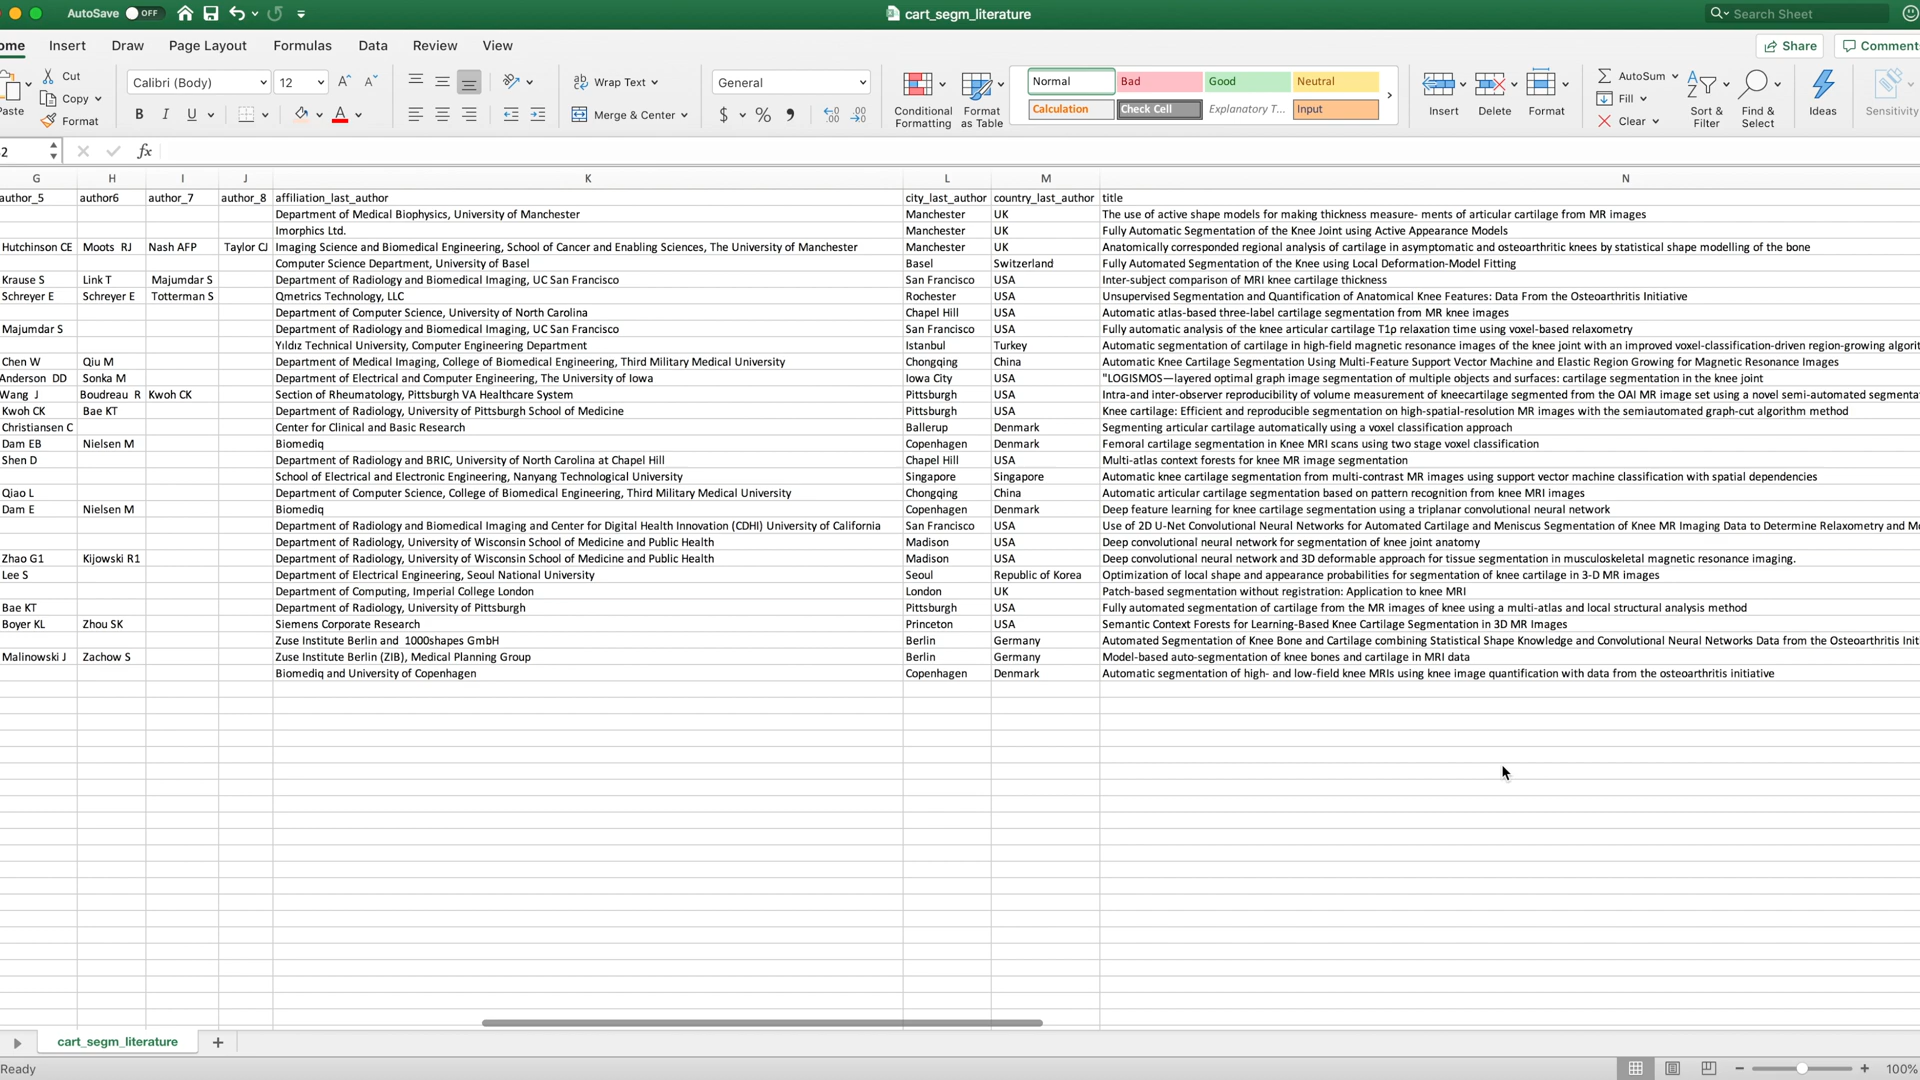 AutoSave OFF cart_segm_literature Search Sheet
ome Insert Draw Page Layout Formulas Data Review View Share Comment
Paste Cut Copy Format
Calibri (Body) 12 Wrap Text Merge & Center General
B I U A $ % ,
Conditional Formatting Format as Table
Normal Bad Good Neutral
Calculation Check Cell Explanatory T... Input
Insert Delete Format AutoSum Fill Clear Sort & Filter Find & Select Ideas Sensitivity
2 fx
G H I J K L M N
author_5 author6 author_7 author_8 affiliation_last_author city_last_author country_last_author title
Department of Medical Biophysics, University of Manchester Manchester UK The use of active shape models for making thickness measure- ments of articular cartilage from MR images
Imorphics Ltd. Manchester UK Fully Automatic Segmentation of the Knee Joint using Active Appearance Models
Hutchinson CE Moots RJ Nash AFP Taylor CJ Imaging Science and Biomedical Engineering, School of Cancer and Enabling Sciences, The University of Manchester Manchester UK Anatomically corresponded regional analysis of cartilage in asymptomatic and osteoarthritic knees by statistical shape modelling of the bone
Computer Science Department, University of Basel Basel Switzerland Fully Automated Segmentation of the Knee using Local Deformation-Model Fitting
Krause S Link T Majumdar S Department of Radiology and Biomedical Imaging, UC San Francisco San Francisco USA Inter-subject comparison of MRI knee cartilage thickness
Schreyer E Schreyer E Totterman S Qmetrics Technology, LLC Rochester USA Unsupervised Segmentation and Quantification of Anatomical Knee Features: Data From the Osteoarthritis Initiative
Department of Computer Science, University of North Carolina Chapel Hill USA Automatic atlas-based three-label cartilage segmentation from MR knee images
Majumdar S Department of Radiology and Biomedical Imaging, UC San Francisco San Francisco USA Fully automatic analysis of the knee articular cartilage T1ρ relaxation time using voxel-based relaxometry
Yıldız Technical University, Computer Engineering Department Istanbul Turkey Automatic segmentation of cartilage in high-field magnetic resonance images of the knee joint with an improved voxel-classification-driven region-growing algorit
Chen W Qiu M Department of Medical Imaging, College of Biomedical Engineering, Third Military Medical University Chongqing China Automatic Knee Cartilage Segmentation Using Multi-Feature Support Vector Machine and Elastic Region Growing for Magnetic Resonance Images
Anderson DD Sonka M Department of Electrical and Computer Engineering, The University of Iowa Iowa City USA "LOGISMOS—layered optimal graph image segmentation of multiple objects and surfaces: cartilage segmentation in the knee joint
Wang J Boudreau R Kwoh CK Section of Rheumatology, Pittsburgh VA Healthcare System Pittsburgh USA Intra-and inter-observer reproducibility of volume measurement of kneecartilage segmented from the OAI MR image set using a novel semi-automated segmenta
Kwoh CK Bae KT Department of Radiology, University of Pittsburgh School of Medicine Pittsburgh USA Knee cartilage: Efficient and reproducible segmentation on high-spatial-resolution MR images with the semiautomated graph-cut algorithm method
Christiansen C Center for Clinical and Basic Research Ballerup Denmark Segmenting articular cartilage automatically using a voxel classification approach
Dam EB Nielsen M Biomediq Copenhagen Denmark Femoral cartilage segmentation in Knee MRI scans using two stage voxel classification
Shen D Department of Radiology and BRIC, University of North Carolina at Chapel Hill Chapel Hill USA Multi-atlas context forests for knee MR image segmentation
School of Electrical and Electronic Engineering, Nanyang Technological University Singapore Singapore Automatic knee cartilage segmentation from multi-contrast MR images using support vector machine classification with spatial dependencies
Qiao L Department of Computer Science, College of Biomedical Engineering, Third Military Medical University Chongqing China Automatic articular cartilage segmentation based on pattern recognition from knee MRI images
Dam E Nielsen M Biomediq Copenhagen Denmark Deep feature learning for knee cartilage segmentation using a triplanar convolutional neural network
Department of Radiology and Biomedical Imaging and Center for Digital Health Innovation (CDHI) University of California San Francisco USA Use of 2D U-Net Convolutional Neural Networks for Automated Cartilage and Meniscus Segmentation of Knee MR Imaging Data to Determine Relaxometry and Mo
Department of Radiology, University of Wisconsin School of Medicine and Public Health Madison USA Deep convolutional neural network for segmentation of knee joint anatomy
Zhao G1 Kijowski R1 Department of Radiology, University of Wisconsin School of Medicine and Public Health Madison USA Deep convolutional neural network and 3D deformable approach for tissue segmentation in musculoskeletal magnetic resonance imaging.
Lee S Department of Electrical Engineering, Seoul National University Seoul Republic of Korea Optimization of local shape and appearance probabilities for segmentation of knee cartilage in 3-D MR images
Department of Computing, Imperial College London London UK Patch-based segmentation without registration: Application to knee MRI
Bae KT Department of Radiology, University of Pittsburgh Pittsburgh USA Fully automated segmentation of cartilage from the MR images of knee using a multi-atlas and local structural analysis method
Boyer KL Zhou SK Siemens Corporate Research Princeton USA Semantic Context Forests for Learning-Based Knee Cartilage Segmentation in 3D MR Images
Zuse Institute Berlin and 1000shapes GmbH Berlin Germany Automated Segmentation of Knee Bone and Cartilage combining Statistical Shape Knowledge and Convolutional Neural Networks Data from the Osteoarthritis Init
Malinowski J Zachow S Zuse Institute Berlin (ZIB), Medical Planning Group Berlin Germany Model-based auto-segmentation of knee bones and cartilage in MRI data
Biomediq and University of Copenhagen Copenhagen Denmark Automatic segmentation of high- and low-field knee MRIs using knee image quantification with data from the osteoarthritis initiative
cart_segm_literature
Ready 100%